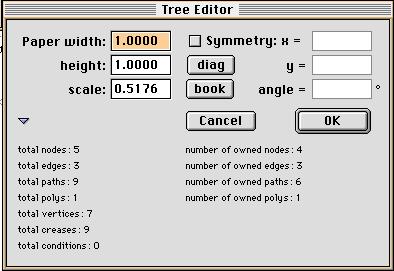 Tree Editor
Paper width: 1.0000 Symmetry: x =
height: 1.0000 diag y =
scale: 0.5176 book angle = °
Cancel OK
total nodes: 5 number of owned nodes: 4
total edges: 3 number of owned edges: 3
total paths: 9 number of owned paths: 6
total polys: 1 number of owned polys: 1
total vertices: 7
total creases: 9
total conditions: 0